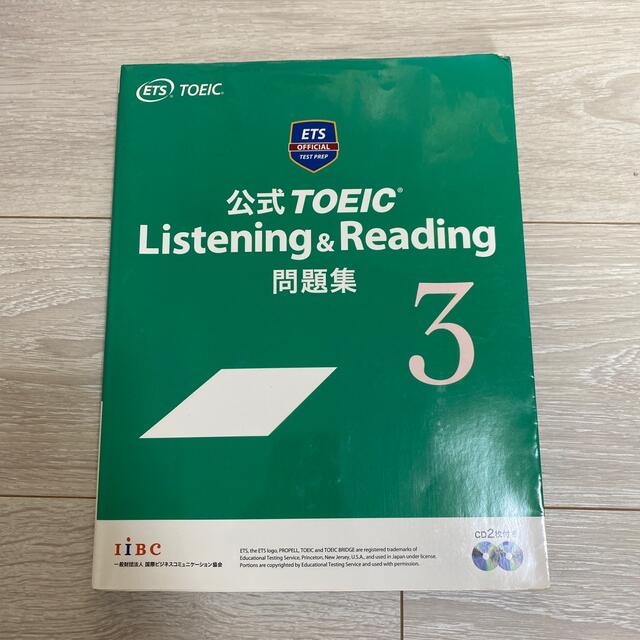 ETS® TOEIC®
ETS
OFFICIAL
TEST PREP
公式 TOEIC®
Listening & Reading
問題集
3
IIBC
一般財団法人 国際ビジネスコミュニケーション協会
ETS, the ETS logo, PROPELL, TOEIC and TOEIC BRIDGE are registered trademarks of
Educational Testing Service, Princeton, New Jersey, U.S.A., and used in Japan under license.
Portions are copyrighted by Educational Testing Service and used with permission.
CD2枚付き